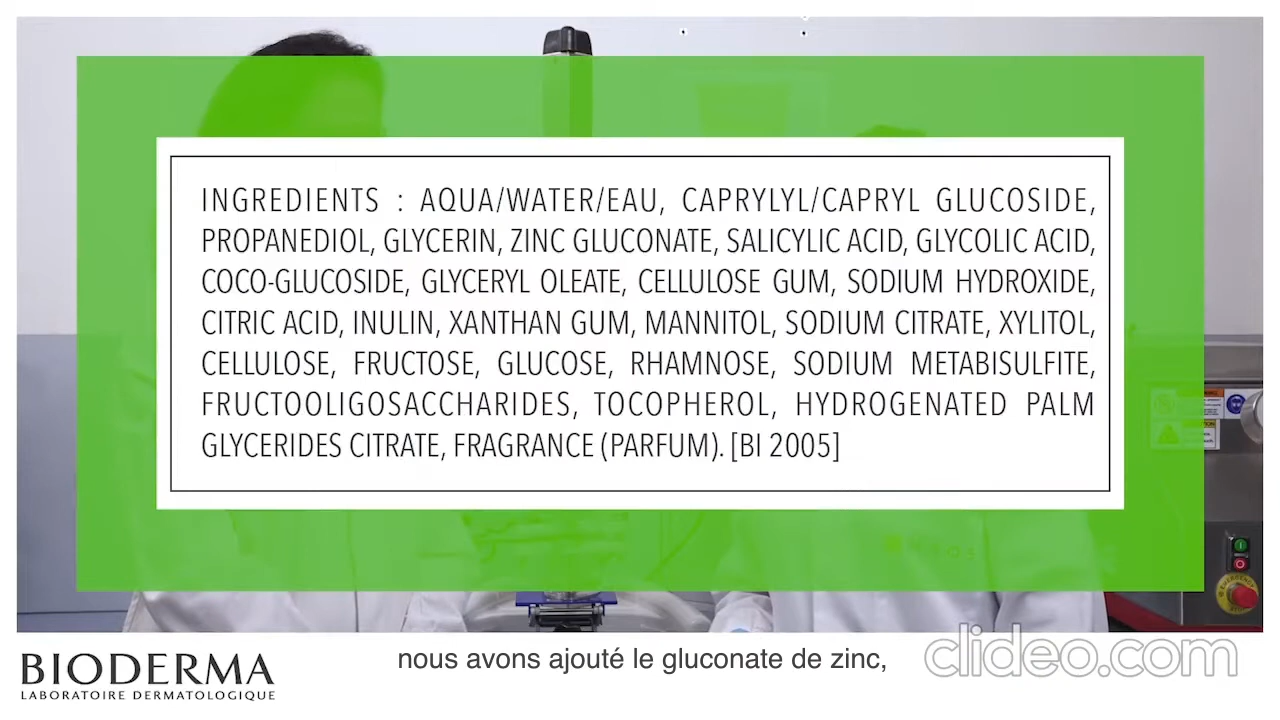 INGREDIENTS : AQUA/WATER/EAU, CAPRYLYL/CAPRYL GLUCOSIDE,
PROPANEDIOL, GLYCERIN, ZINC GLUCONATE, SALICYLIC ACID, GLYCOLIC ACID,
COCO-GLUCOSIDE, GLYCERYL OLEATE, CELLULOSE GUM, SODIUM HYDROXIDE,
CITRIC ACID, INULIN, XANTHAN GUM, MANNITOL, SODIUM CITRATE, XYLITOL,
CELLULOSE, FRUCTOSE, GLUCOSE, RHAMNOSE, SODIUM METABISULFITE,
FRUCTOOLIGOSACCHARIDES, TOCOPHEROL, HYDROGENATED PALM
GLYCERIDES CITRATE, FRAGRANCE (PARFUM). [BI 2005]
BIODERMA
LABORATOIRE DERMATOLOGIQUE
nous avons ajouté le gluconate de zinc,
clideo.com